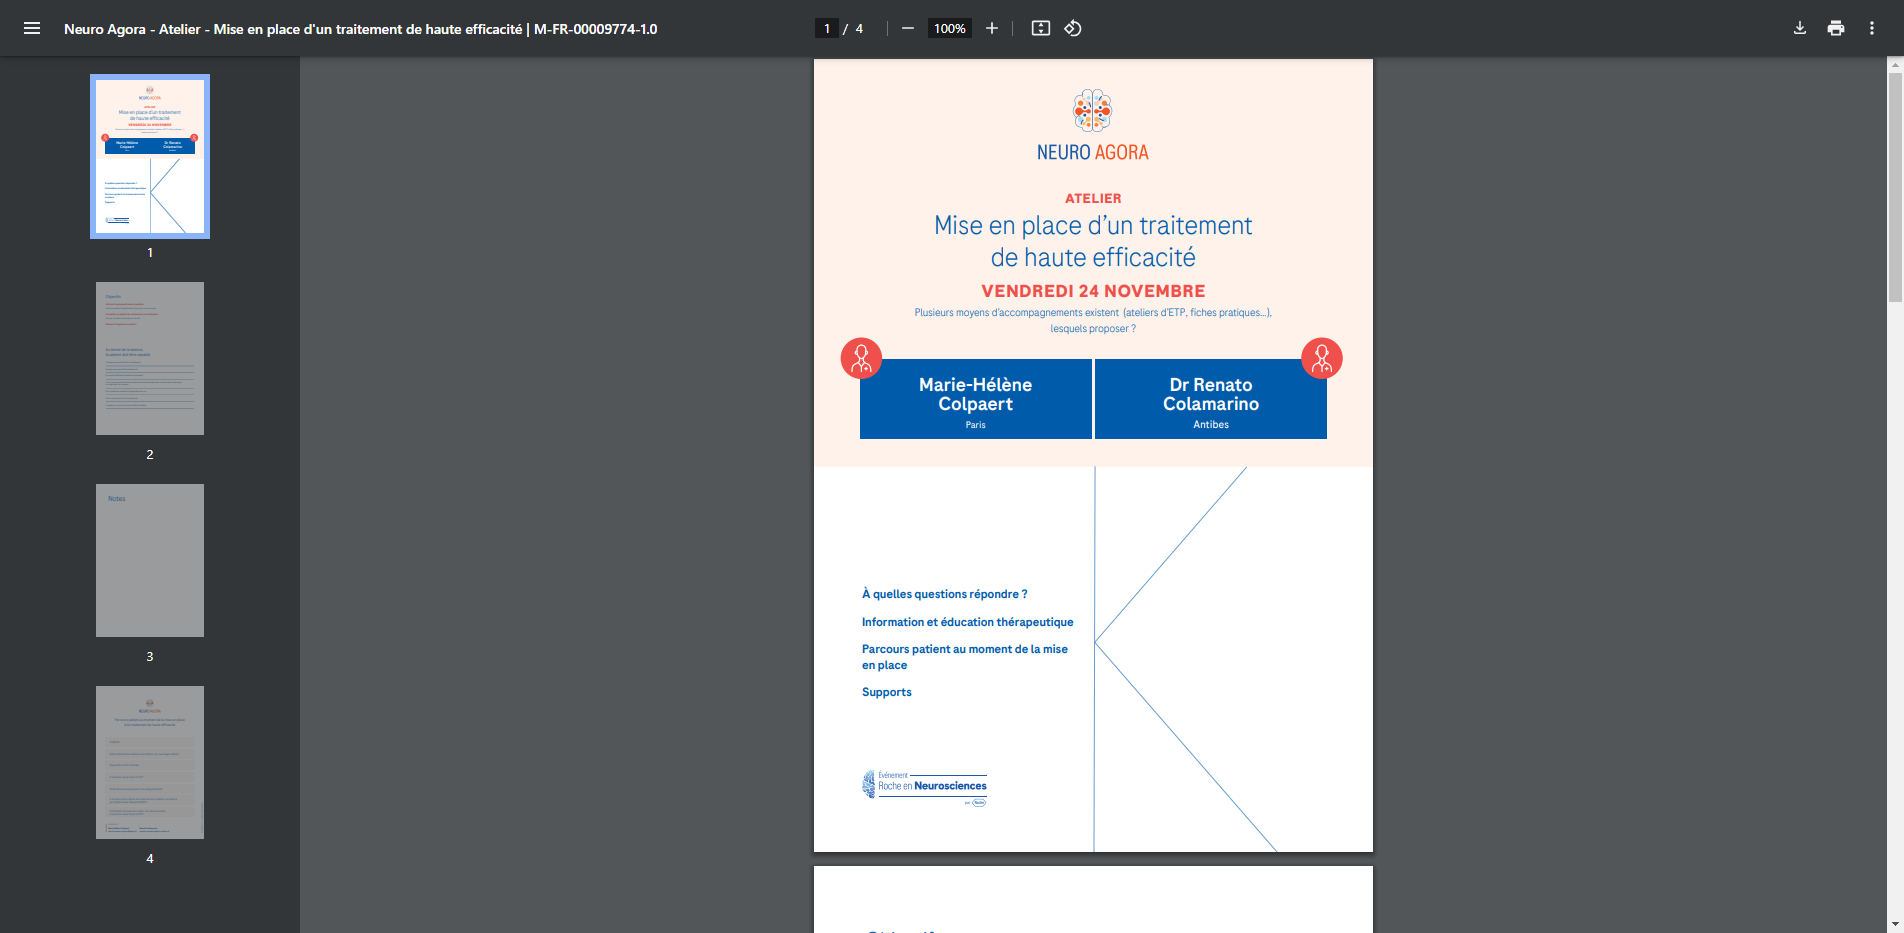 Neuro Agora - Atelier - Mise en place d'un traitement de haute efficacité | M-FR-00009774-1.0
1 / 4
100%
1
2
Notes
3
4
NEURO AGORA
ATELIER
Mise en place d’un traitement
de haute efficacité
VENDREDI 24 NOVEMBRE
Plusieurs moyens d’accompagnements existent (ateliers d’ETP, fiches pratiques...),
lesquels proposer ?
Marie-Hélène
Colpaert
Paris
Dr Renato
Colamarino
Antibes
À quelles questions répondre ?
Information et éducation thérapeutique
Parcours patient au moment de la mise
en place
Supports
Événement
Roche en Neurosciences
par Roche